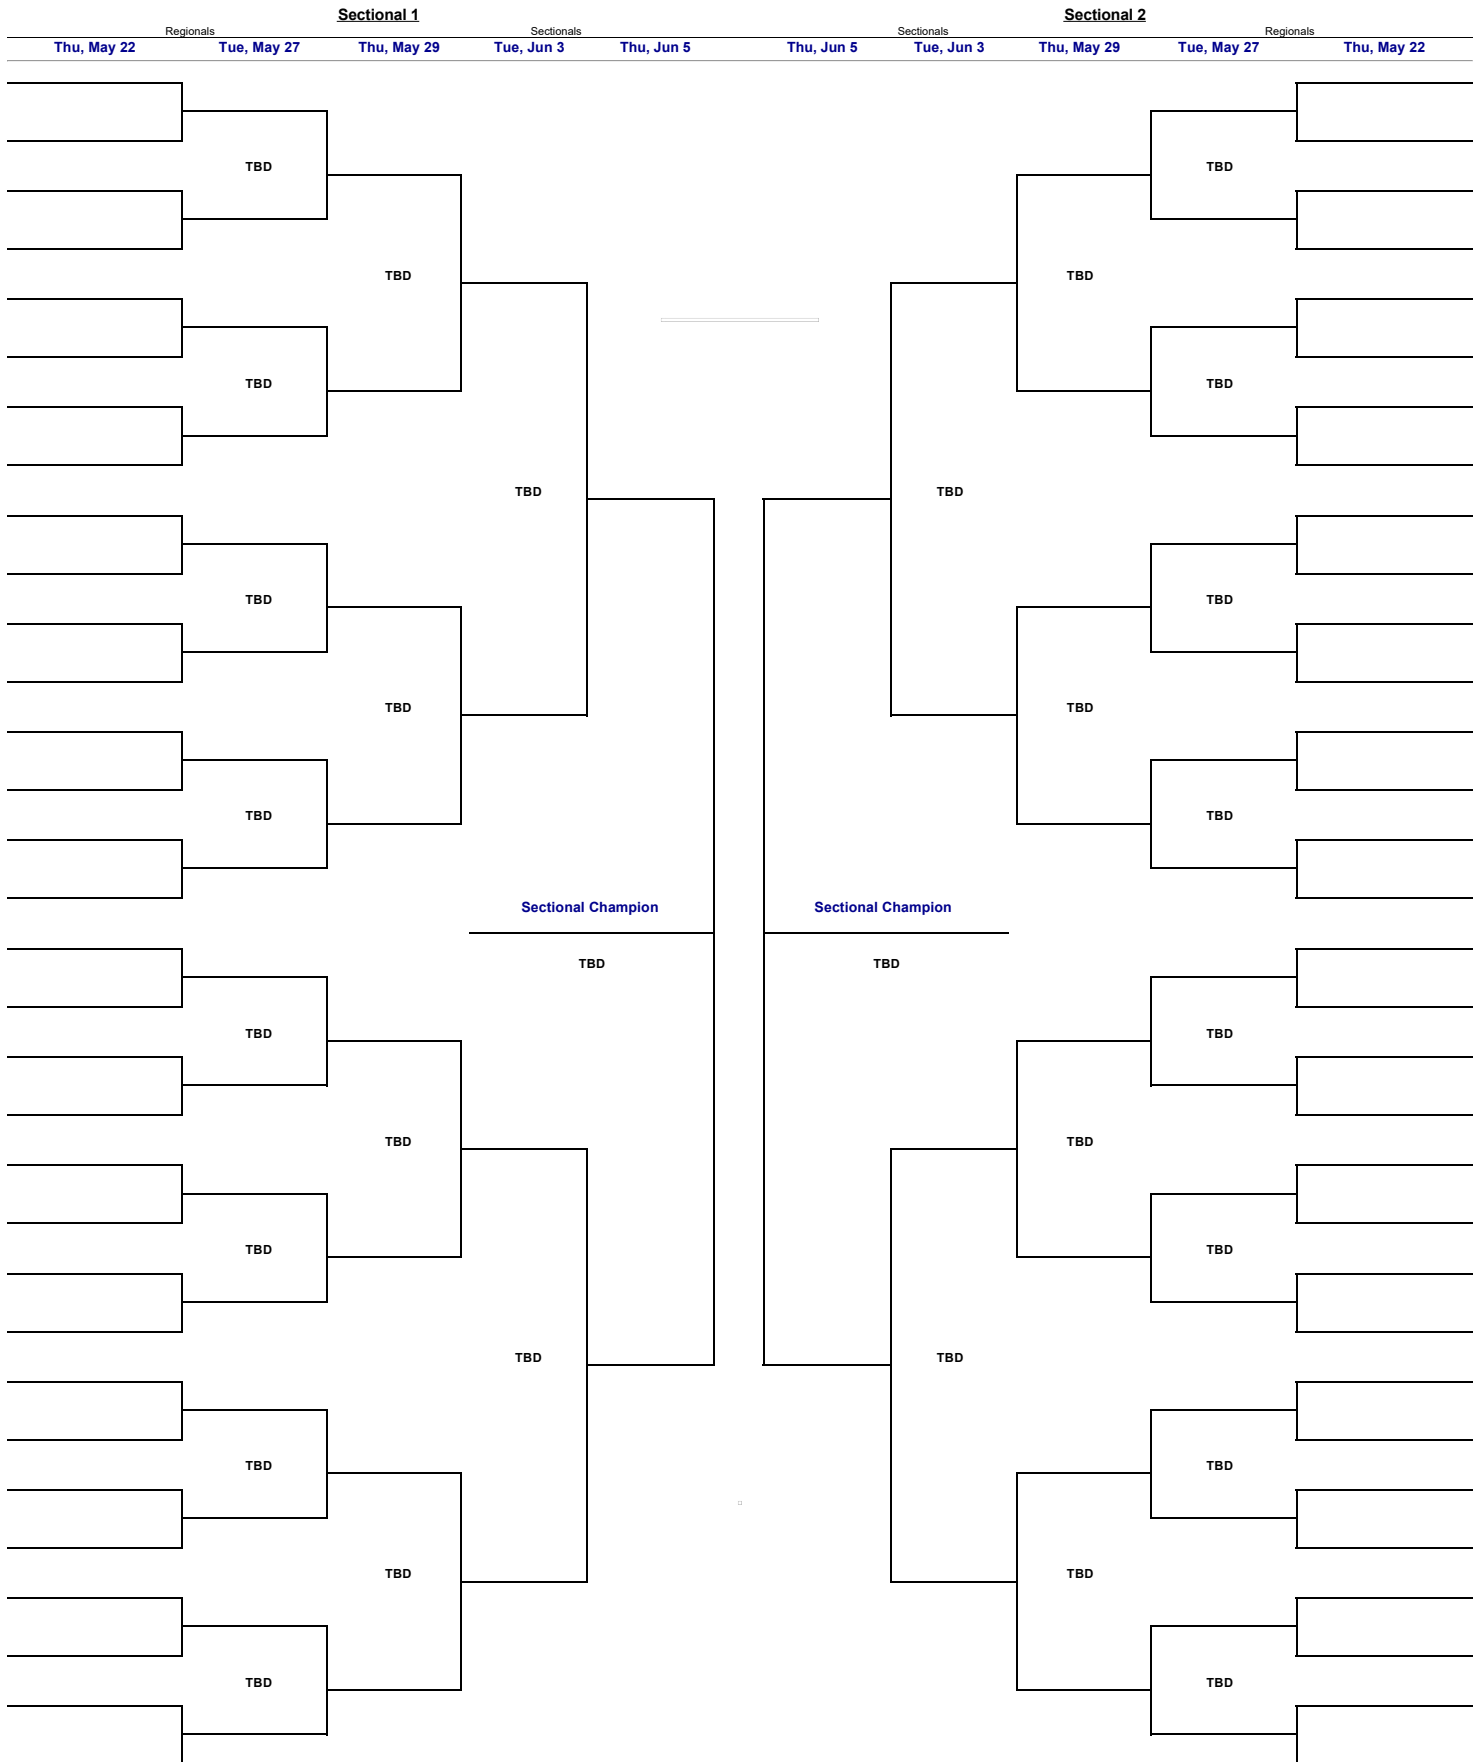 Sectional 1 Sectional 2
Regionals Sectionals Sectionals Regionals
Thu, May 22 Tue, May 27 Thu, May 29 Tue, Jun 3 Thu, Jun 5 Thu, Jun 5 Tue, Jun 3 Thu, May 29 Tue, May 27 Thu, May 22
TBD TBD
TBD TBD
TBD TBD
TBD TBD
TBD TBD
TBD TBD
TBD TBD
Sectional Champion Sectional Champion
TBD TBD
TBD TBD
TBD TBD
TBD TBD
TBD TBD
TBD TBD
TBD TBD
TBD TBD